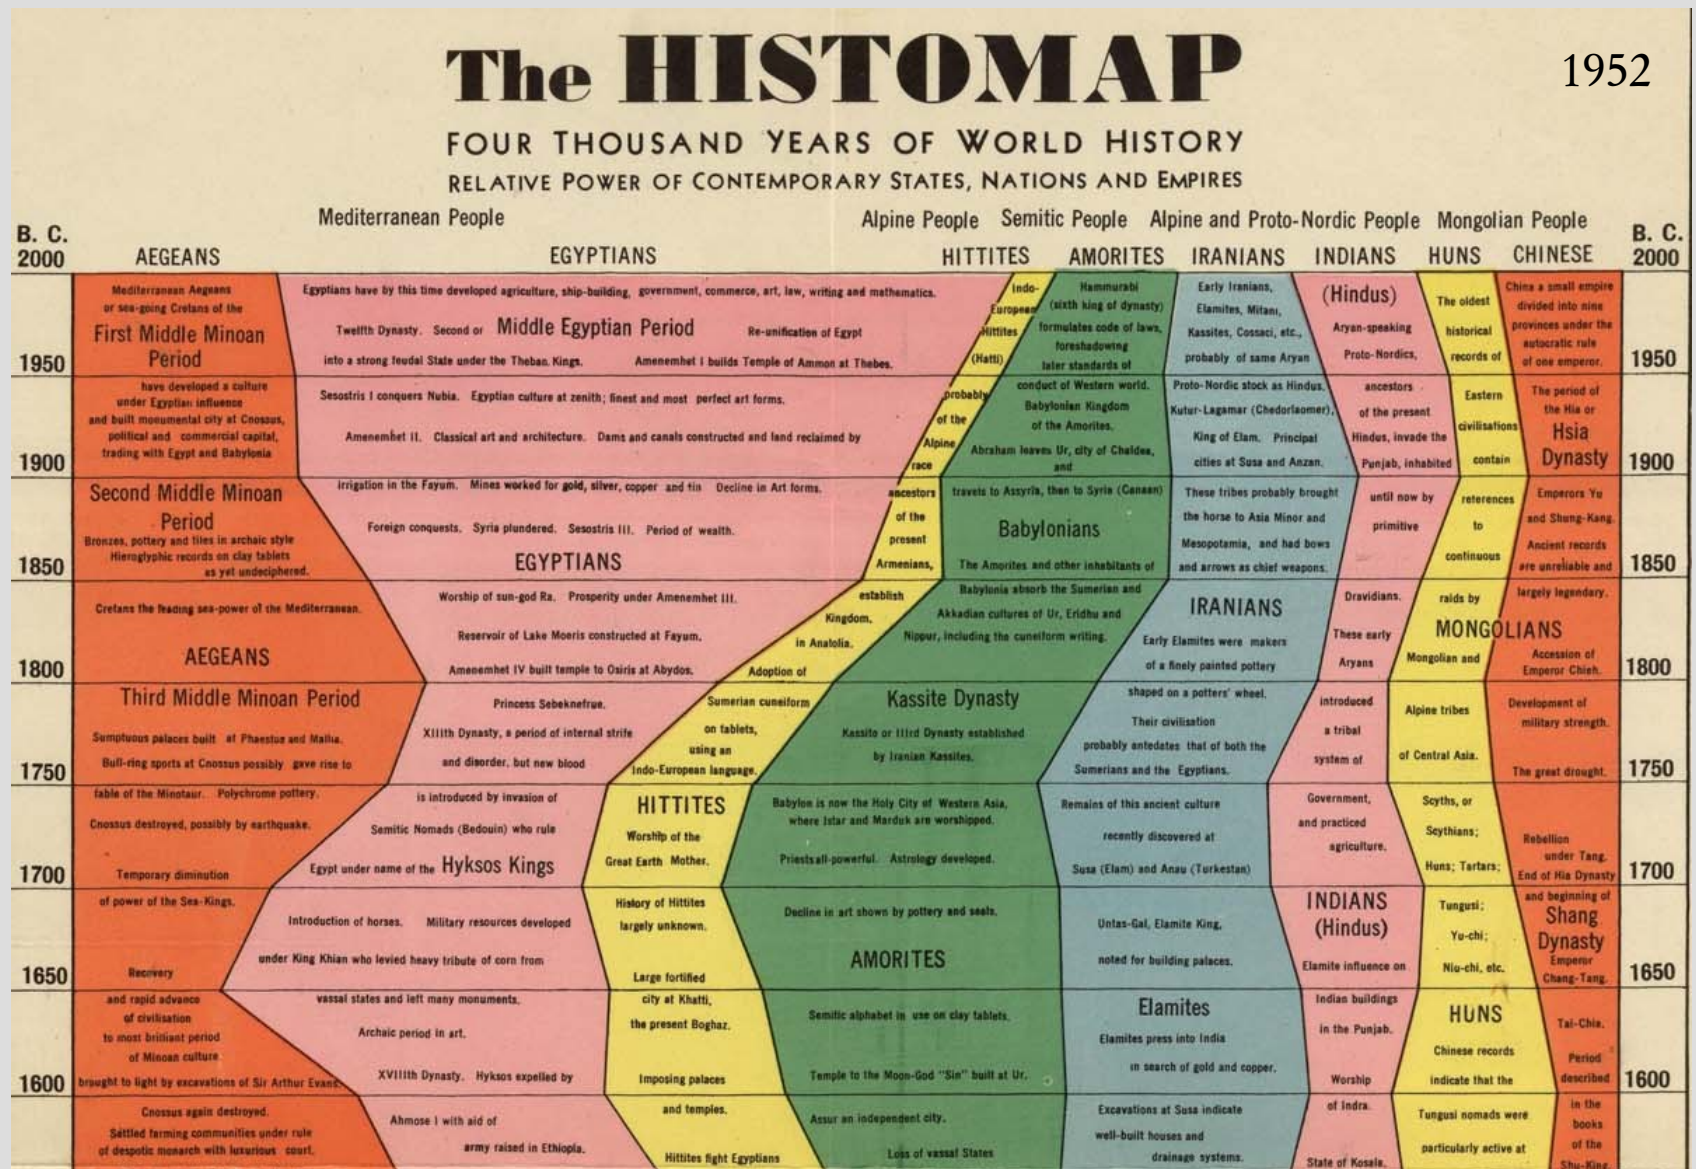 The HISTOMAP
1952
FOUR THOUSAND YEARS OF WORLD HISTORY
RELATIVE POWER OF CONTEMPORARY STATES, NATIONS AND EMPIRES
Mediterranean People
Alpine People
Semitic People
Alpine and Proto-Nordic People
Mongolian People
B. C.
2000
AEGEANS
EGYPTIANS
HITTITES
AMORITES
IRANIANS
INDIANS
HUNS
CHINESE
B. C.
2000
1950
1900
1850
1800
1750
1700
1650
1600
Mediterranean Aegeans
or sea-going Cretans of the
First Middle Minoan
Period
have developed a culture
under Egyptian influence
and built monumental city at Cnossus,
political and commercial capital,
trading with Egypt and Babylonia
Second Middle Minoan
Period
Bronzes, pottery and tiles in archaic style
Hieroglyphic records on clay tablets
as yet undeciphered.
Cretans the leading sea-power of the Mediterranean.
AEGEANS
Third Middle Minoan Period
Sumptuous palaces built at Phaestus and Mallia.
Bull-ring sports at Cnossus possibly gave rise to
fable of the Minotaur. Polychrome pottery.
Cnossus destroyed, possibly by earthquake.
Temporary diminution
of power of the Sea-Kings.
Recovery
and rapid advance
of civilisation
to most brilliant period
of Minoan culture
brought to light by excavations of Sir Arthur Evans.
Cnossus again destroyed.
Settled farming communities under rule
of despotic monarch with luxurious court.
Egyptians have by this time developed agriculture, ship-building, government, commerce, art, law, writing and mathematics.
Twelfth Dynasty. Second or Middle Egyptian Period Re-unification of Egypt
into a strong feudal State under the Theban Kings. Amenemhet I builds Temple of Ammon at Thebes.
Sesostris I conquers Nubia. Egyptian culture at zenith; finest and most perfect art forms.
Amenemhet II. Classical art and architecture. Dams and canals constructed and land reclaimed by
irrigation in the Fayum. Mines worked for gold, silver, copper and tin Decline in Art forms.
Foreign conquests. Syria plundered. Sesostris III. Period of wealth.
EGYPTIANS
Worship of sun-god Ra. Prosperity under Amenemhet III.
Reservoir of Lake Moeris constructed at Fayum.
Amenemhet IV built temple to Osiris at Abydos.
Princess Sebeknefrue.
XIIIth Dynasty, a period of internal strife
and disorder, but new blood
is introduced by invasion of
Semitic Nomads (Bedouin) who rule
Egypt under name of the Hyksos Kings
Introduction of horses. Military resources developed
under King Khian who levied heavy tribute of corn from
vassal states and left many monuments.
Archaic period in art.
XVIIIth Dynasty. Hyksos expelled by
Ahmose I with aid of
army raised in Ethiopia.
Indo-
European
Hittites
(Hatti)
probably
of the
Alpine
race
ancestors
of the
present
Armenians,
establish
Kingdom,
in Anatolia.
Adoption of
Sumerian cuneiform
on tablets,
using an
Indo-European language.
HITTITES
Worship of the
Great Earth Mother.
History of Hittites
largely unknown.
Large fortified
city at Khatti,
the present Boghaz.
Imposing palaces
and temples.
Hittites fight Egyptians
Hammurabi
(sixth king of dynasty)
formulates code of laws,
foreshadowing
later standards of
conduct of Western world.
Babylonian Kingdom
of the Amorites.
Abraham leaves Ur, city of Chaldea,
and
travels to Assyria, then to Syria (Canaan)
Babylonians
The Amorites and other inhabitants of
Babylonia absorb the Sumerian and
Akkadian cultures of Ur, Eridhu and
Nippur, including the cuneiform writing.
Kassite Dynasty
Kassite or IIIrd Dynasty established
by Iranian Kassites.
Babylon is now the Holy City of Western Asia,
where Istar and Marduk are worshipped.
Priests all-powerful. Astrology developed.
Decline in art shown by pottery and seals.
AMORITES
Semitic alphabet in use on clay tablets.
Temple to the Moon-God "Sin" built at Ur.
Assur an independent city.
Loss of vassal States
Early Iranians,
Elamites, Mitani,
Kassites, Cossaci, etc.,
probably of same Aryan
Proto-Nordic stock as Hindus.
Kutur-Lagamar (Chedorlaomer),
King of Elam. Principal
cities at Susa and Anzan.
These tribes probably brought
the horse to Asia Minor and
Mesopotamia, and had bows
and arrows as chief weapons.
IRANIANS
Early Elamites were makers
of a finely painted pottery
shaped on a potters' wheel.
Their civilisation
probably antedates that of both the
Sumerians and the Egyptians.
Remains of this ancient culture
recently discovered at
Susa (Elam) and Anau (Turkestan)
Untas-Gal, Elamite King,
noted for building palaces.
Elamites
Elamites press into India
in search of gold and copper.
Excavations at Susa indicate
well-built houses and
drainage systems.
(Hindus)
Aryan-speaking
Proto-Nordics,
ancestors
of the present
Hindus, invade the
Punjab, inhabited
until now by
primitive
Dravidians.
These early
Aryans
introduced
a tribal
system of
Government,
and practiced
agriculture.
INDIANS
(Hindus)
Elamite influence on
Indian buildings
in the Punjab.
Worship
of Indra.
State of Kosala.
The oldest
historical
records of
Eastern
civilisations
contain
references
to
continuous
raids by
MONGOLIANS
Mongolian and
Alpine tribes
of Central Asia.
Scyths, or
Scythians;
Huns; Tartars;
Tungusi;
Yu-chi;
Niu-chi, etc.
HUNS
Chinese records
indicate that the
Tungusi nomads were
particularly active at
China a small empire
divided into nine
provinces under the
autocratic rule
of one emperor.
The period of
the Hia or
Hsia
Dynasty
Emperors Yu
and Shung-Kang.
Ancient records
are unreliable and
largely legendary.
Accession of
Emperor Chieh.
Development of
military strength.
The great drought.
Rebellion
under Tang.
End of Hia Dynasty
and beginning of
Shang
Dynasty
Emperor
Chang-Tang.
Tai-Chia.
Period
described
in the
books
of the
Shu-King
1950
1900
1850
1800
1750
1700
1650
1600